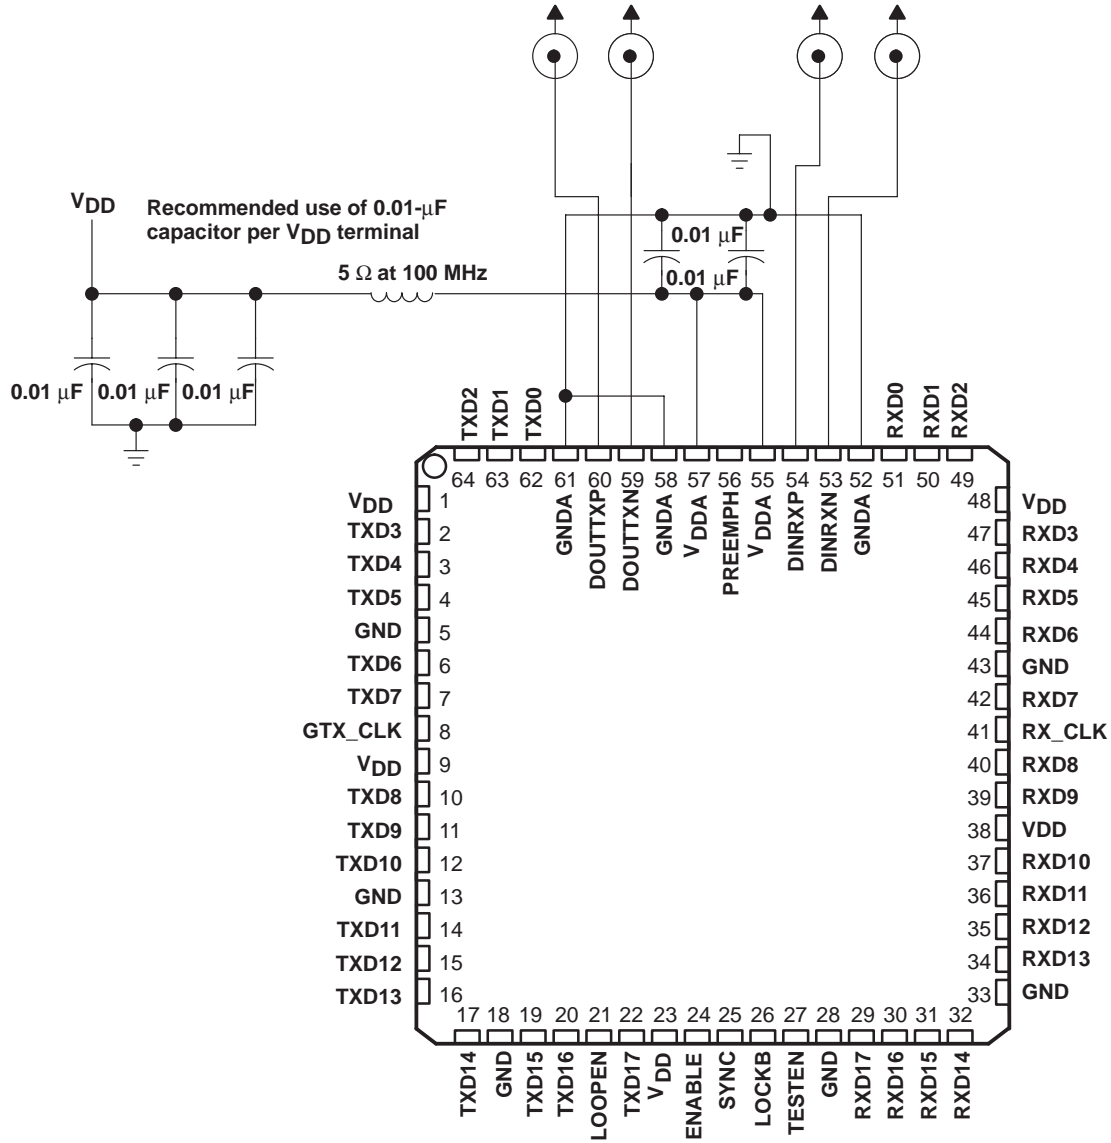 VDD
Recommended use of 0.01-μF
capacitor per VDD terminal
5 Ω at 100 MHz
0.01 μF
0.01 μF
0.01 μF
0.01 μF
0.01 μF
TXD2
TXD1
TXD0
RXD0
RXD1
RXD2
64
63
62
61
60
59
58
57
56
55
54
53
52
51
50
49
GNDA
DOUTTXP
DOUTTXN
GNDA
VDDA
PREEMPH
VDDA
DINRXP
DINRXN
GNDA
VDD 1
TXD3 2
TXD4 3
TXD5 4
GND 5
TXD6 6
TXD7 7
GTX_CLK 8
VDD 9
TXD8 10
TXD9 11
TXD10 12
GND 13
TXD11 14
TXD12 15
TXD13 16
48 VDD
47 RXD3
46 RXD4
45 RXD5
44 RXD6
43 GND
42 RXD7
41 RX_CLK
40 RXD8
39 RXD9
38 VDD
37 RXD10
36 RXD11
35 RXD12
34 RXD13
33 GND
17
18
19
20
21
22
23
24
25
26
27
28
29
30
31
32
TXD14
GND
TXD15
TXD16
LOOPEN
TXD17
VDD
ENABLE
SYNC
LOCKB
TESTEN
GND
RXD17
RXD16
RXD15
RXD14